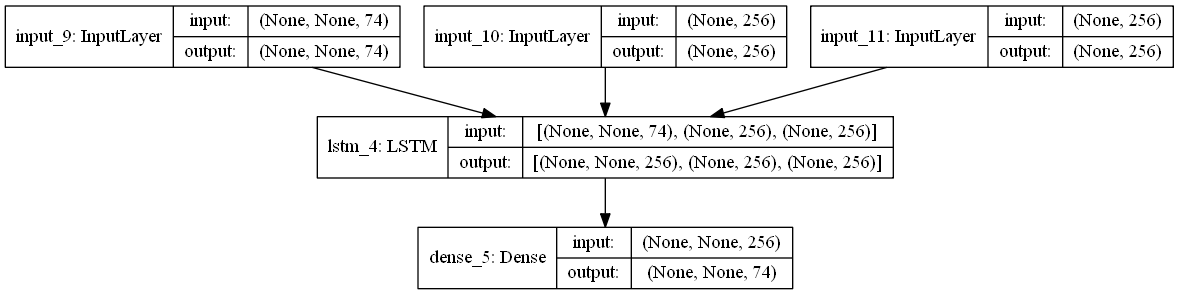 input_9: InputLayer
input: (None, None, 74)
output: (None, None, 74)
input_10: InputLayer
input: (None, 256)
output: (None, 256)
input_11: InputLayer
input: (None, 256)
output: (None, 256)
lstm_4: LSTM
input: [(None, None, 74), (None, 256), (None, 256)]
output: [(None, None, 256), (None, 256), (None, 256)]
dense_5: Dense
input: (None, None, 256)
output: (None, None, 74)